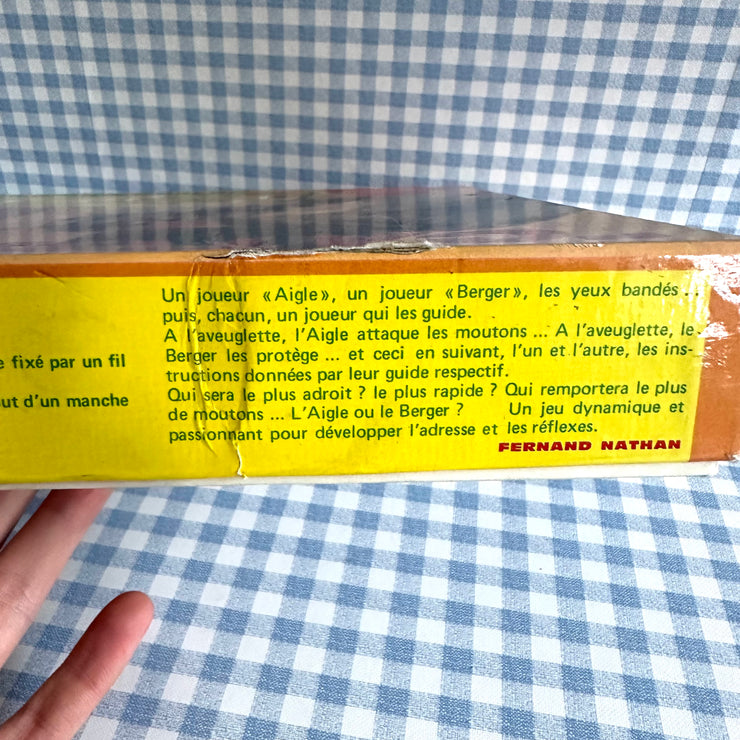 e fixé par un fil
out d'un manche
Un joueur «Aigle», un joueur «Berger», les yeux bandés ...
puis, chacun, un joueur qui les guide.
A l'aveuglette, l'Aigle attaque les moutons ... A l'aveuglette, le
Berger les protège ... et ceci en suivant, l'un et l'autre, les ins-
tructions données par leur guide respectif.
Qui sera le plus adroit ? le plus rapide ? Qui remportera le plus
de moutons ... L'Aigle ou le Berger ? Un jeu dynamique et
passionnant pour développer l'adresse et les réflexes.
FERNAND NATHAN